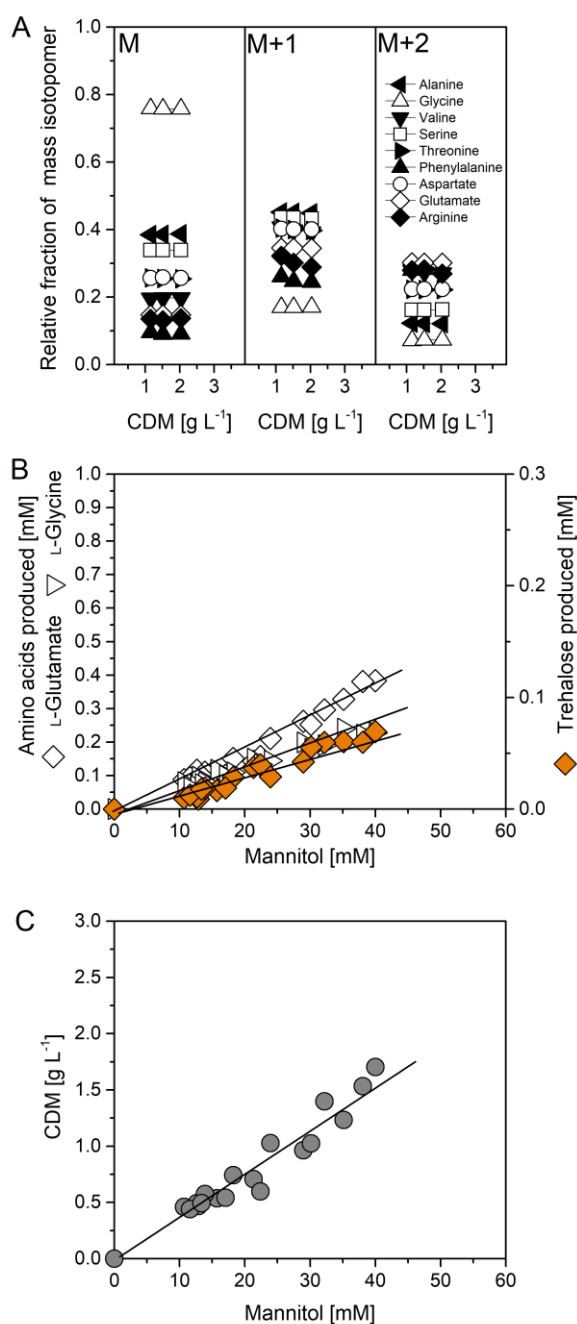 A
M
M+1
M+2
Relative fraction of mass isotopomer
1.0
0.8
0.6
0.4
0.2
0.0
Alanine
Glycine
Valine
Serine
Threonine
Phenylalanine
Aspartate
Glutamate
Arginine
1 2 3 1 2 3 1 2 3
CDM [g L⁻¹] CDM [g L⁻¹] CDM [g L⁻¹]
B
Amino acids produced [mM]
L-Glutamate L-Glycine
1.0
0.9
0.8
0.7
0.6
0.5
0.4
0.3
0.2
0.1
0.0
0.3
0.2
0.1
0.0
Trehalose produced [mM]
0 10 20 30 40 50 60
Mannitol [mM]
C
CDM [g L⁻¹]
3.0
2.5
2.0
1.5
1.0
0.5
0.0
0 10 20 30 40 50 60
Mannitol [mM]